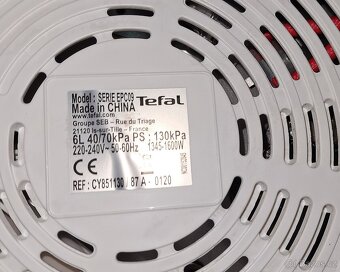 Model : SERIE EPC09
Made in CHINA
Tefal
www.tefal.com
Groupe SEB – Rue du Triage
21120 Is-sur-Tille – France
6L 40/70kPa PS : 130kPa
220-240V~ 50-60Hz 1345-1600W
CE
REF : CY851130 / 87A - 0120